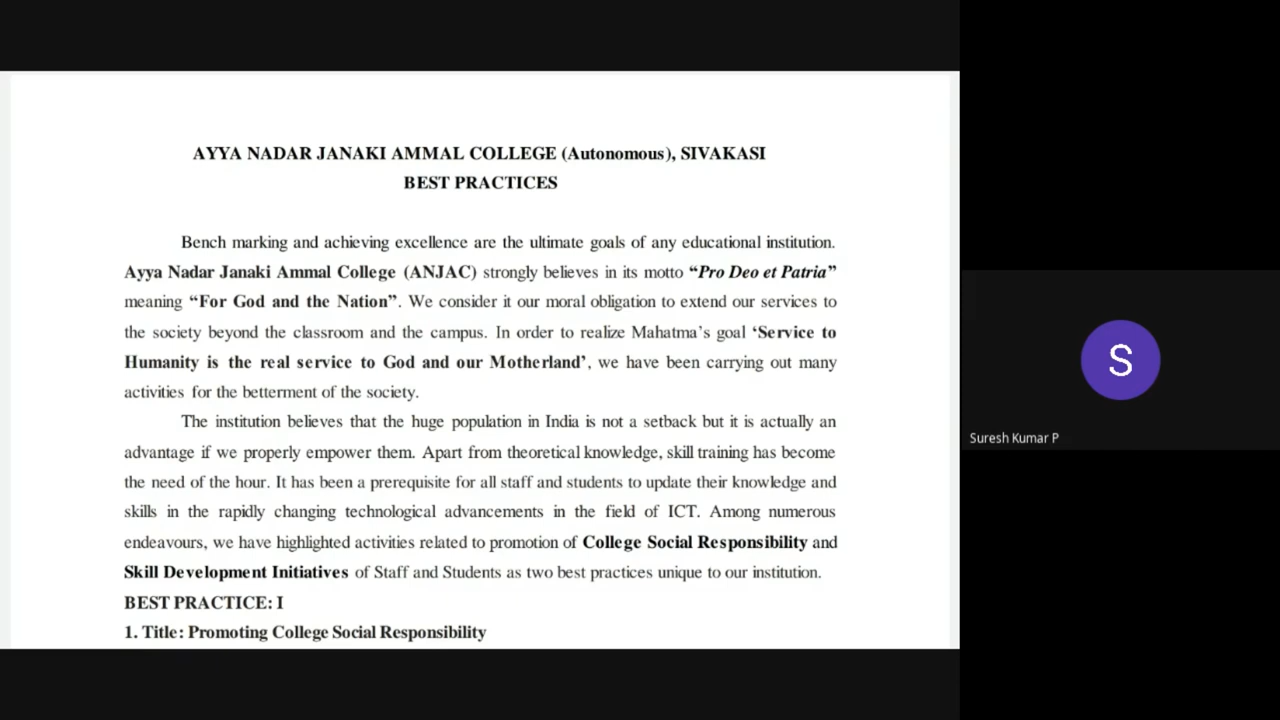 AYYA NADAR JANAKI AMMAL COLLEGE (Autonomous), SIVAKASI
BEST PRACTICES
Bench marking and achieving excellence are the ultimate goals of any educational institution.
Ayya Nadar Janaki Ammal College (ANJAC) strongly believes in its motto “Pro Deo et Patria”
meaning “For God and the Nation”. We consider it our moral obligation to extend our services to
the society beyond the classroom and the campus. In order to realize Mahatma’s goal ‘Service to
Humanity is the real service to God and our Motherland’, we have been carrying out many
activities for the betterment of the society.
The institution believes that the huge population in India is not a setback but it is actually an
advantage if we properly empower them. Apart from theoretical knowledge, skill training has become
the need of the hour. It has been a prerequisite for all staff and students to update their knowledge and
skills in the rapidly changing technological advancements in the field of ICT. Among numerous
endeavours, we have highlighted activities related to promotion of College Social Responsibility and
Skill Development Initiatives of Staff and Students as two best practices unique to our institution.
BEST PRACTICE: I
1. Title: Promoting College Social Responsibility
S
Suresh Kumar P